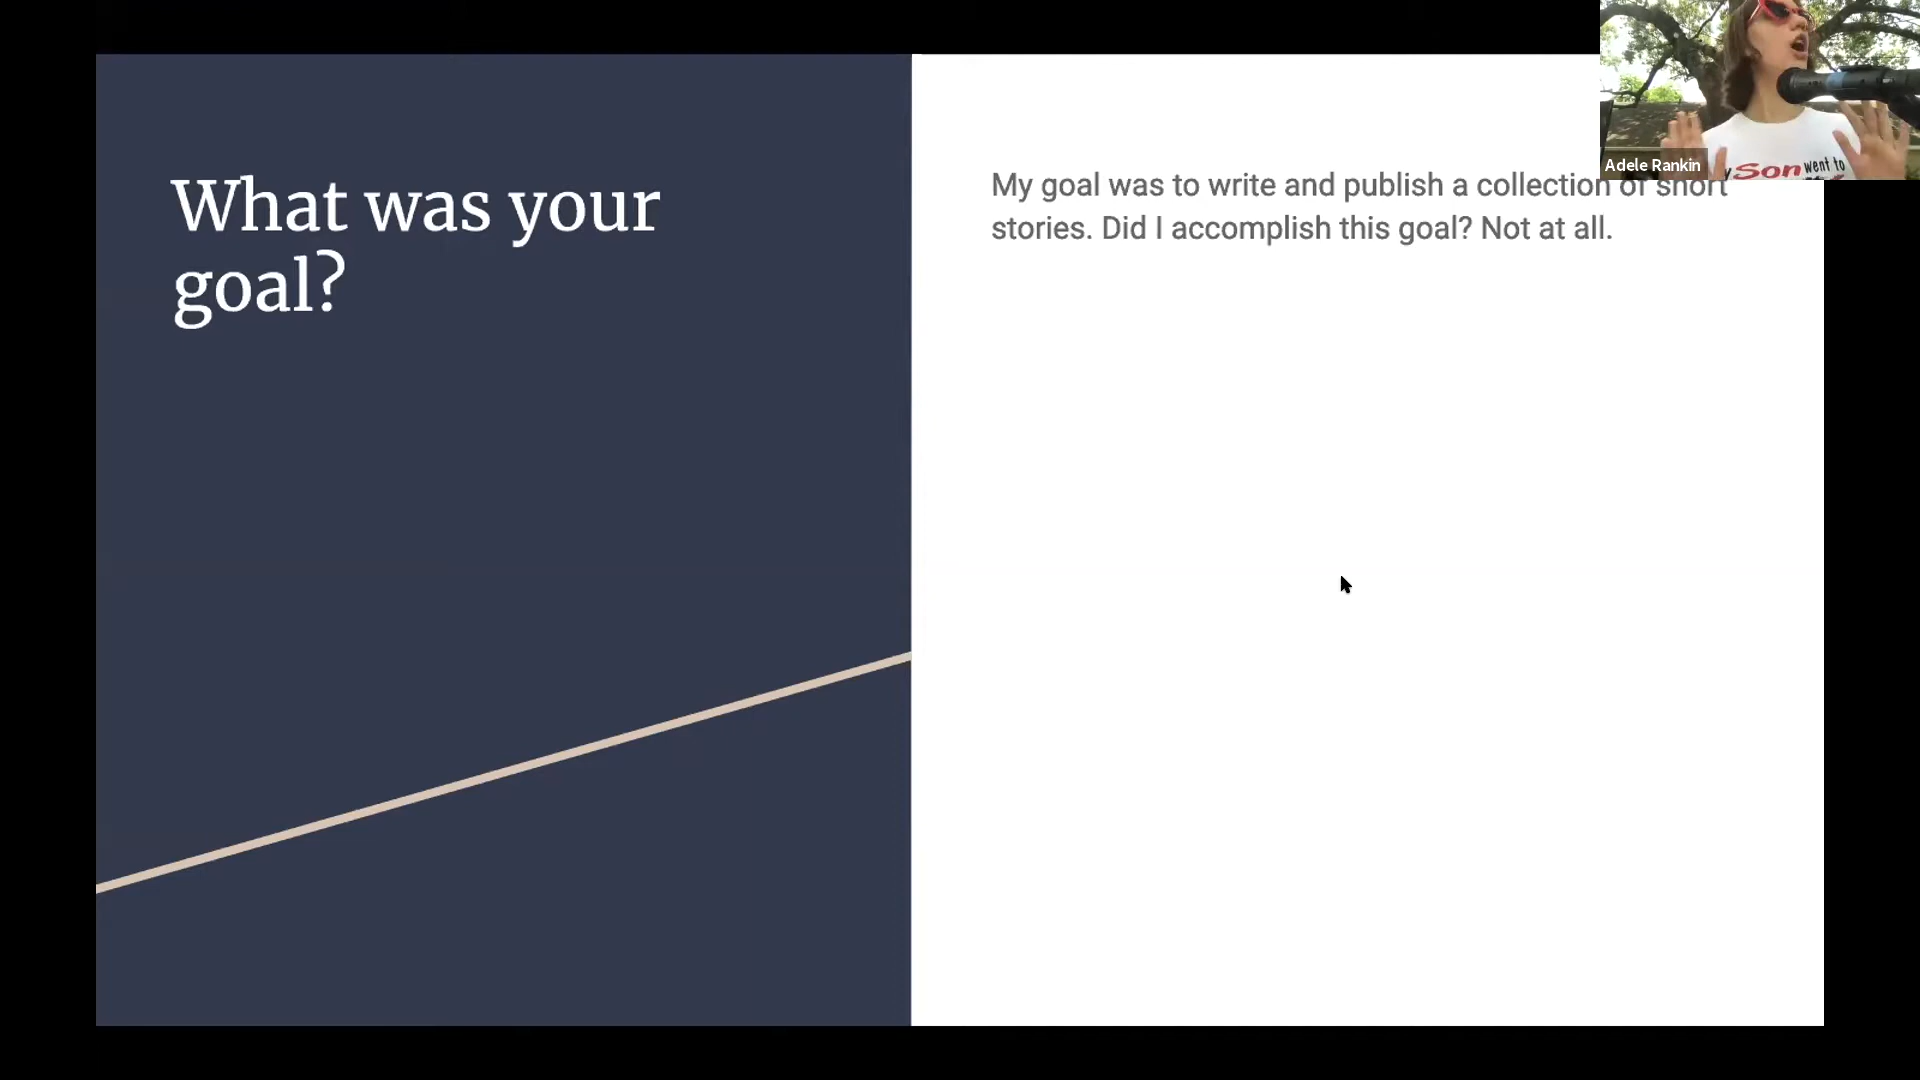 What was your
goal?
My goal was to write and publish a collection of short
stories. Did I accomplish this goal? Not at all.
Adele Rankin
Son went to